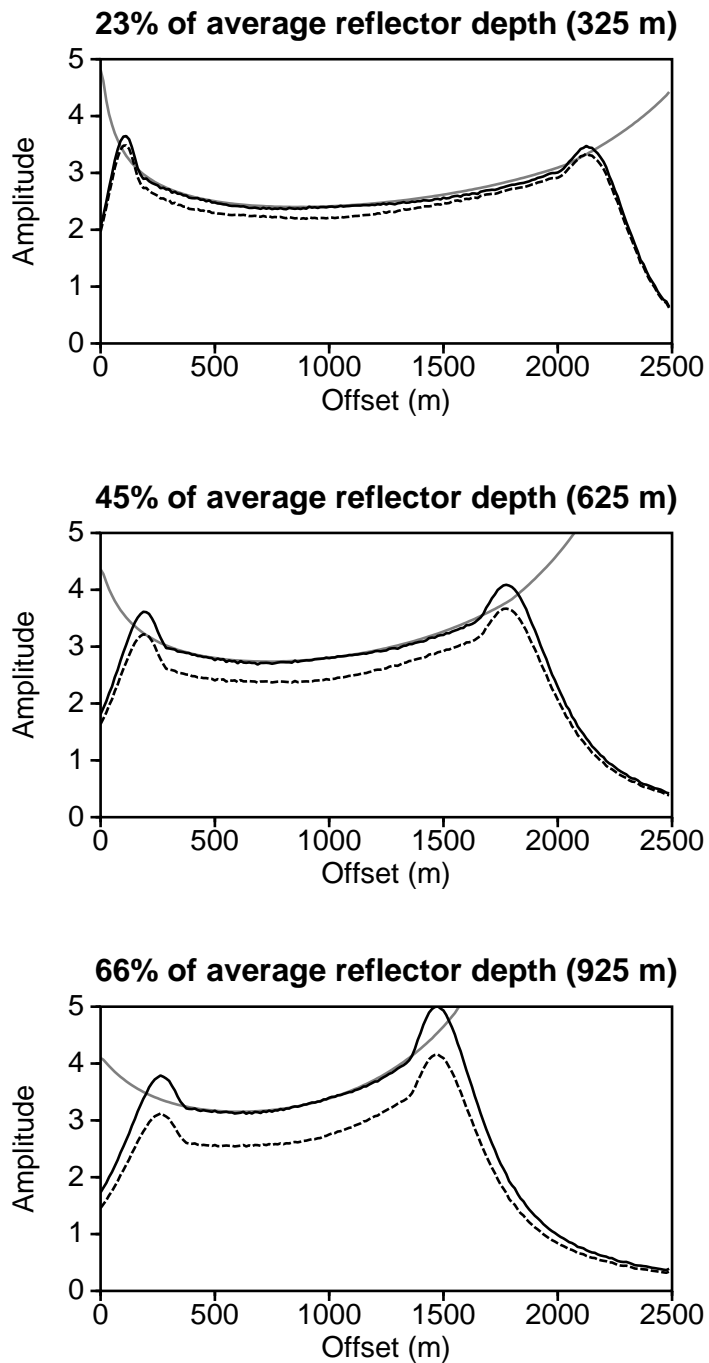 23% of average reflector depth (325 m)
5
4
3
2
1
0
Amplitude
0 500 1000 1500 2000 2500
Offset (m)
45% of average reflector depth (625 m)
5
4
3
2
1
0
Amplitude
0 500 1000 1500 2000 2500
Offset (m)
66% of average reflector depth (925 m)
5
4
3
2
1
0
Amplitude
0 500 1000 1500 2000 2500
Offset (m)